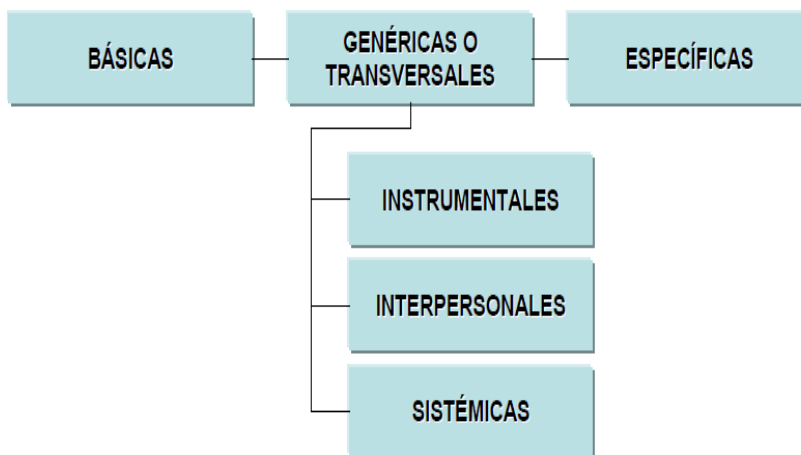 BÁSICAS
GENÉRICAS O
TRANSVERSALES
ESPECÍFICAS
INSTRUMENTALES
INTERPERSONALES
SISTÉMICAS